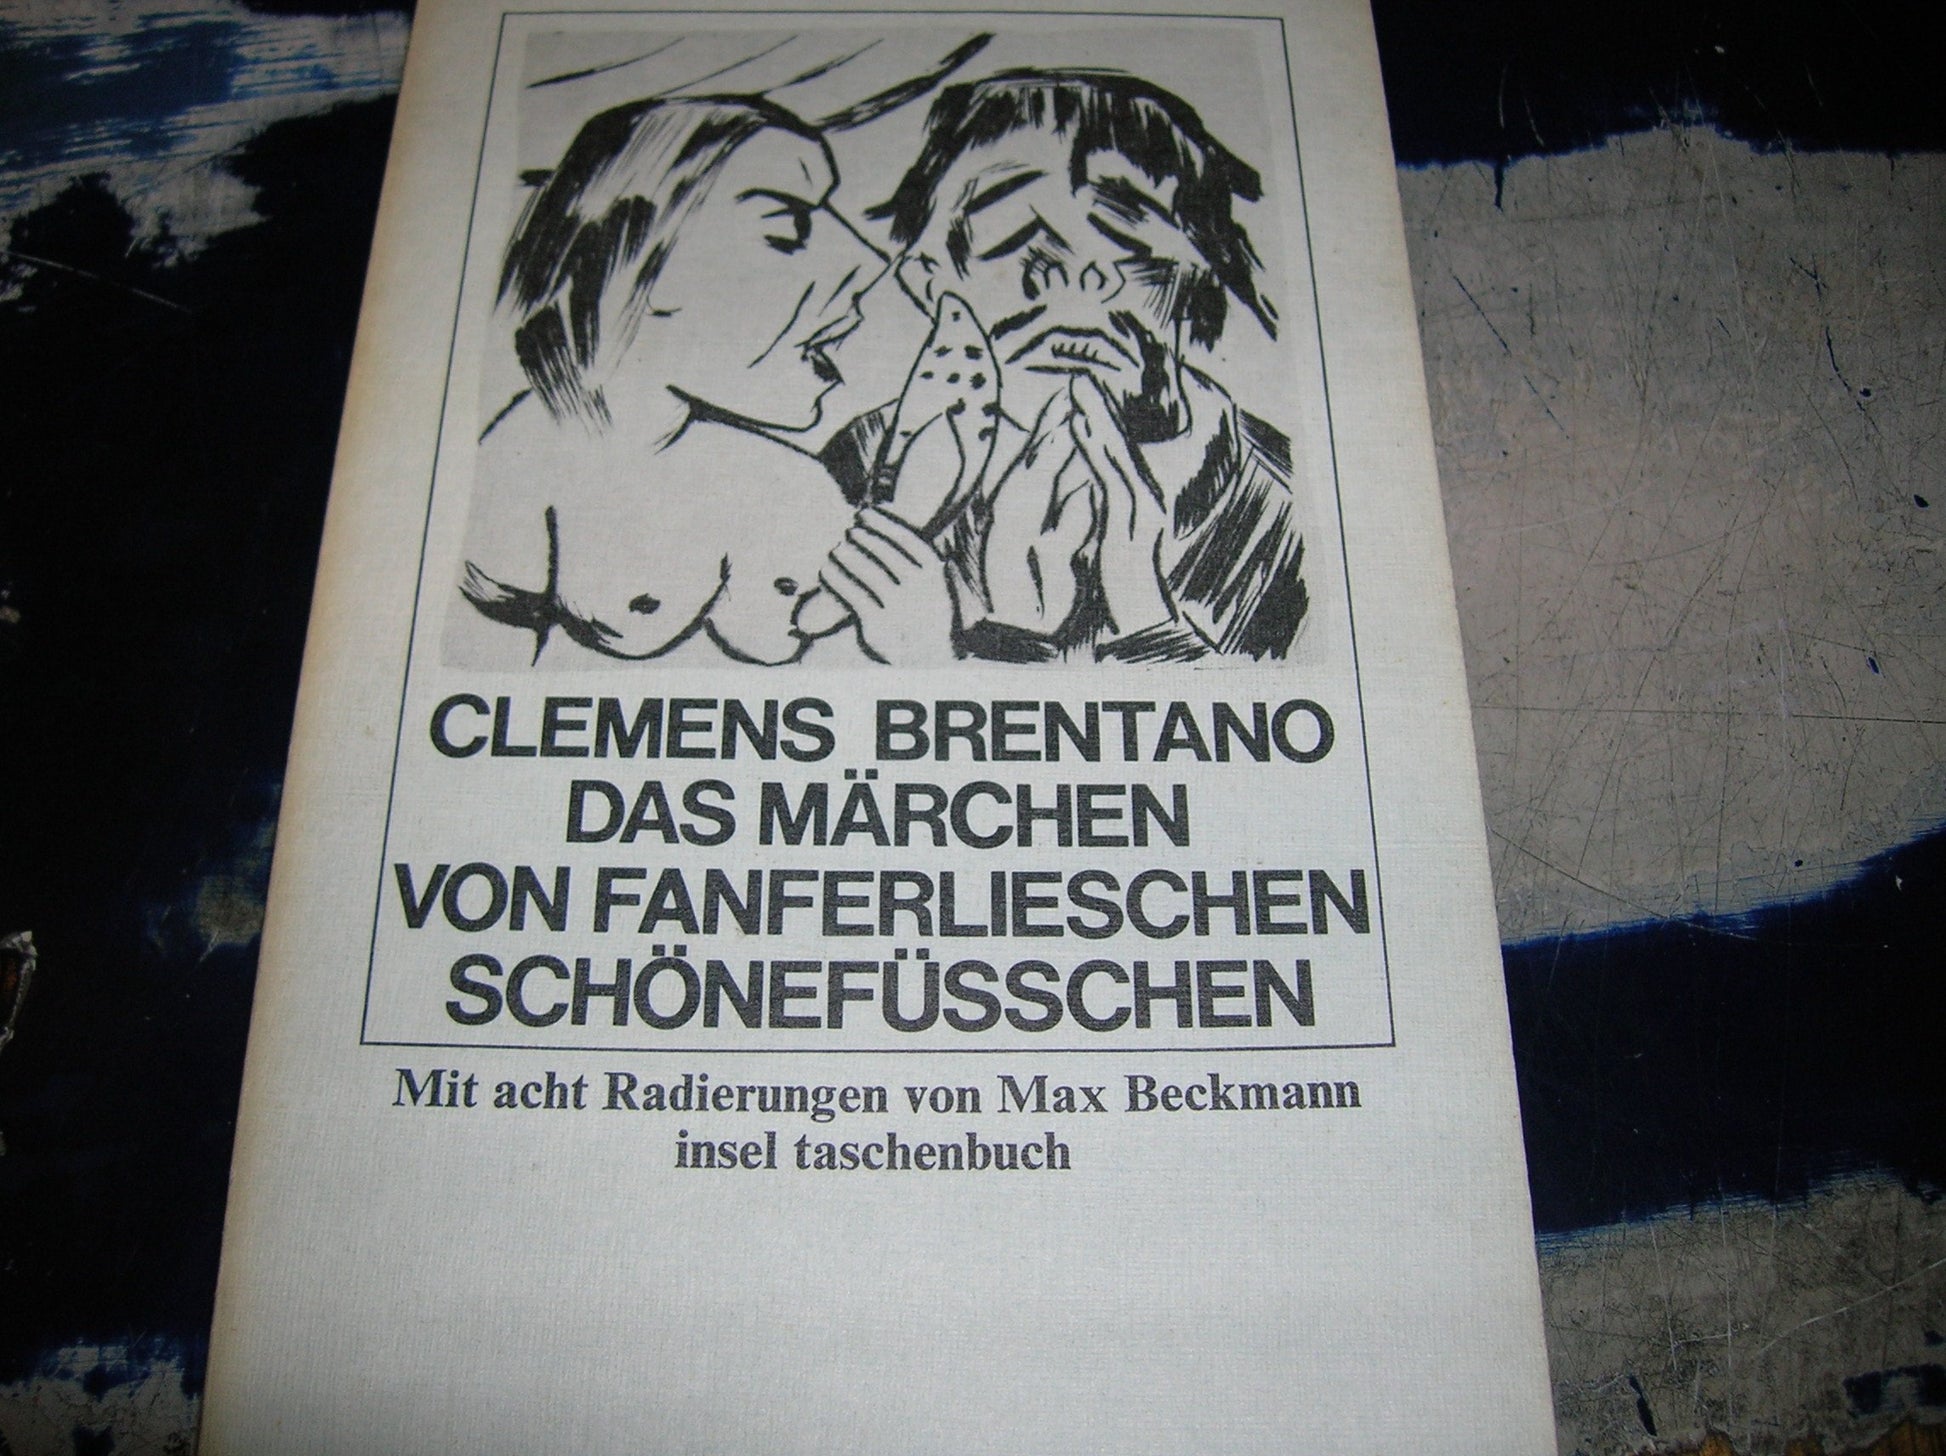 CLEMENS BRENTANO
DAS MÄRCHEN
VON FANFERLIESCHEN
SCHÖNEFÜSSCHEN
Mit acht Radierungen von Max Beckmann
insel taschenbuch